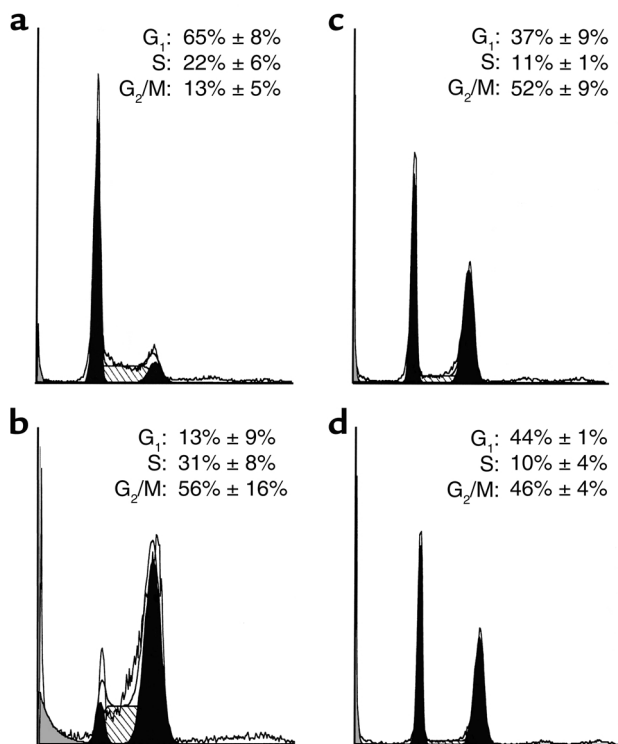 a
G₁: 65% ± 8%
S: 22% ± 6%
G₂/M: 13% ± 5%
c
G₁: 37% ± 9%
S: 11% ± 1%
G₂/M: 52% ± 9%
b
G₁: 13% ± 9%
S: 31% ± 8%
G₂/M: 56% ± 16%
d
G₁: 44% ± 1%
S: 10% ± 4%
G₂/M: 46% ± 4%